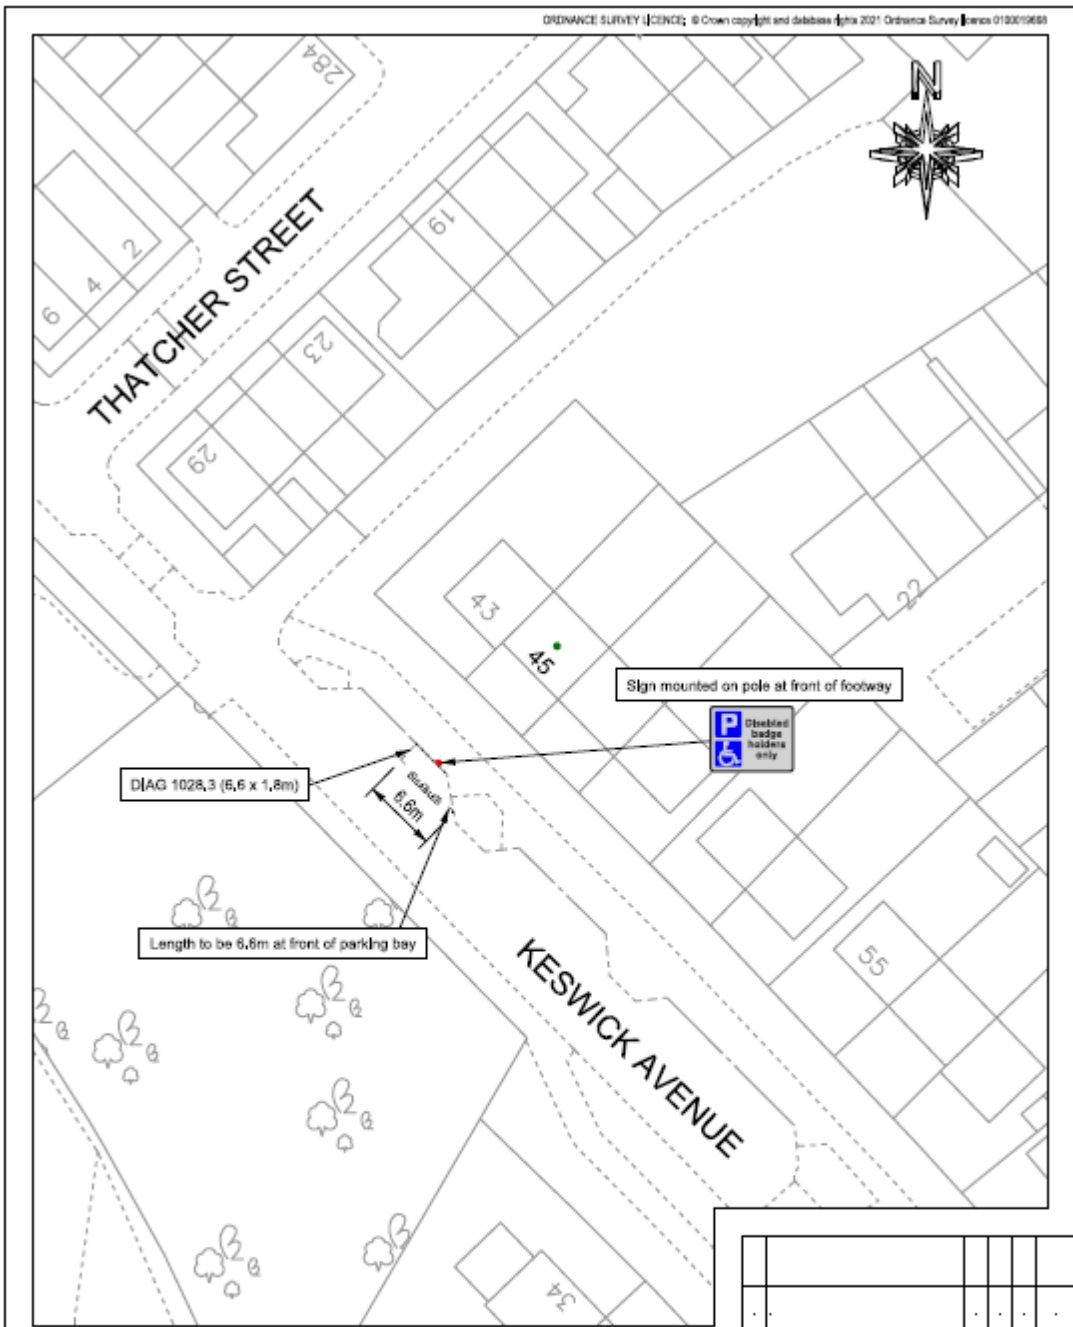 ORDNANCE SURVEY LICENCE; © Crown copyright and database rights 2021 Ordnance Survey licence 0100019668
N
284
THATCHER STREET
2
4
6
19
23
29
43
45
22
Sign mounted on pole at front of footway
P Disabled
badge
holders
only
DIAG 1028.3 (6.6 x 1.8m)
DISABLED
6.6m
Length to be 6.6m at front of parking bay
KESWICK AVENUE
55
34